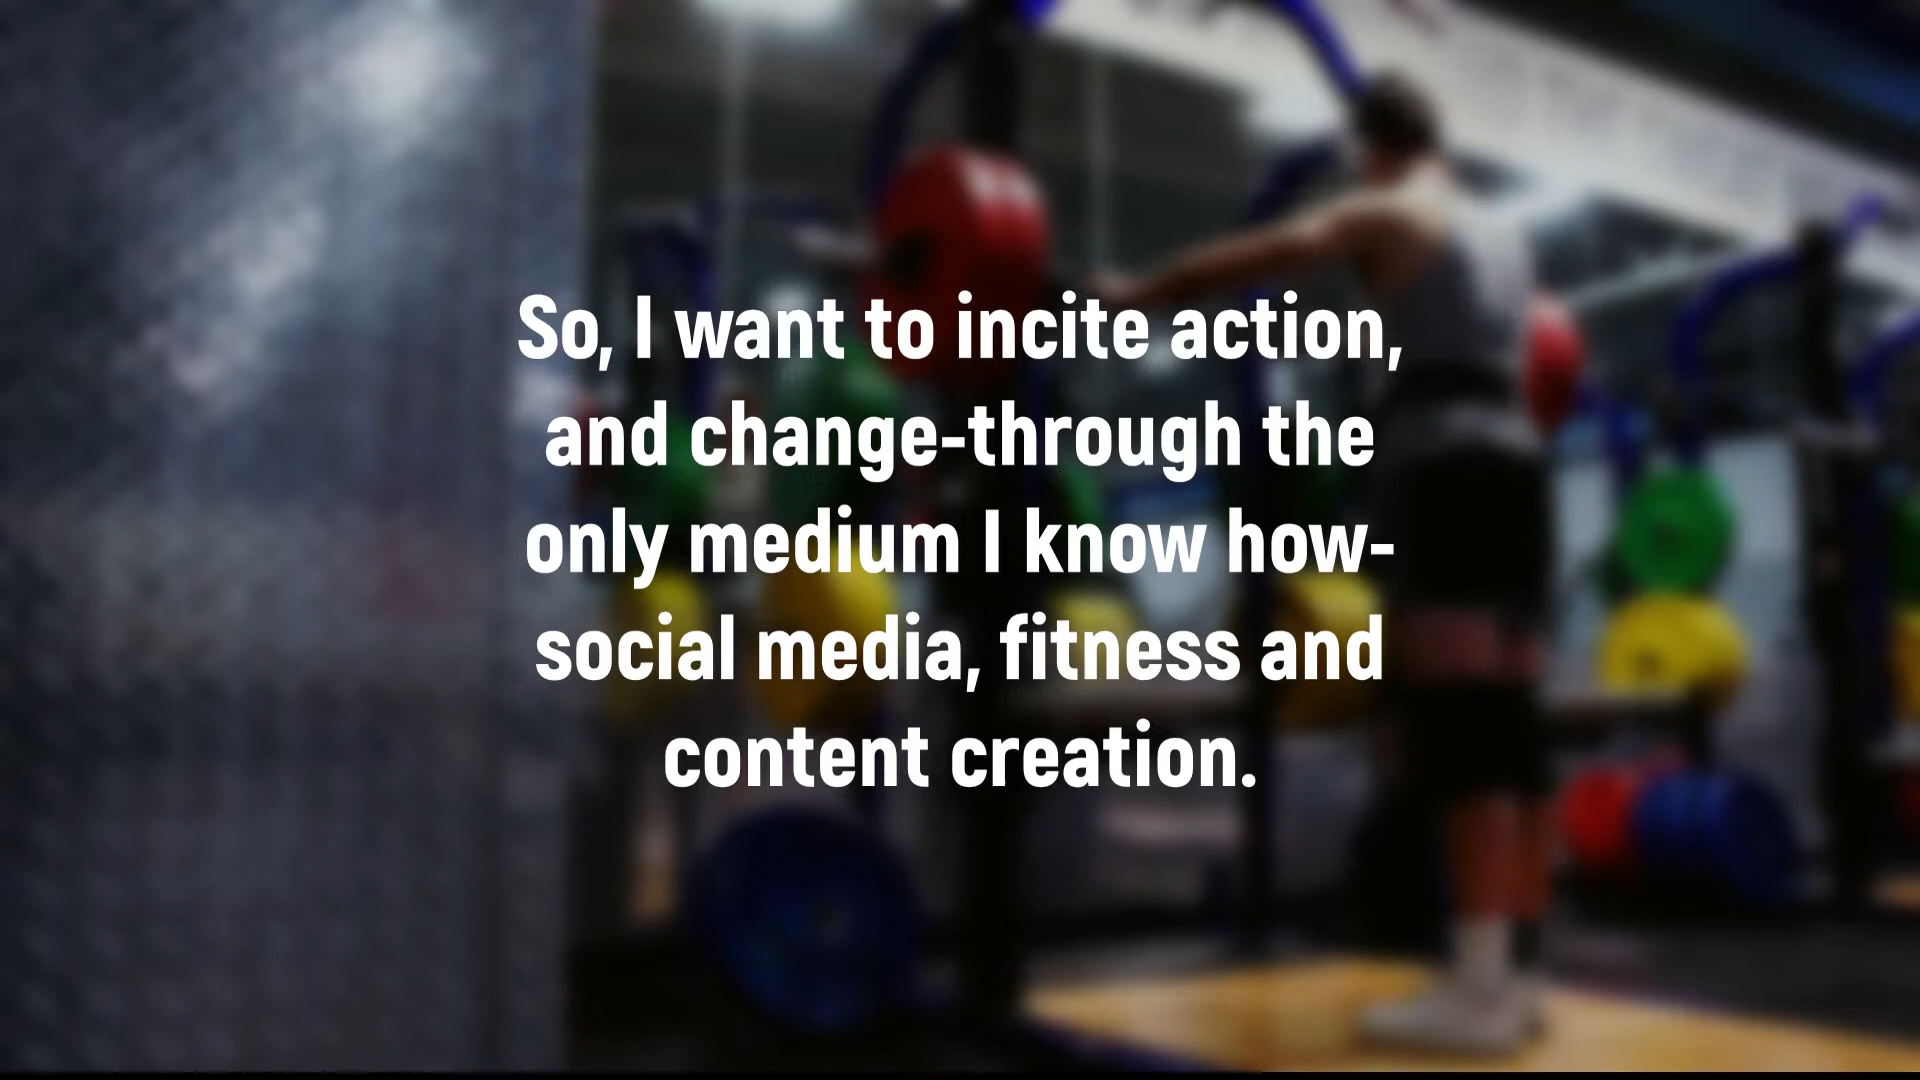 So, I want to incite action,
and change-through the
only medium I know how-
social media, fitness and
content creation.